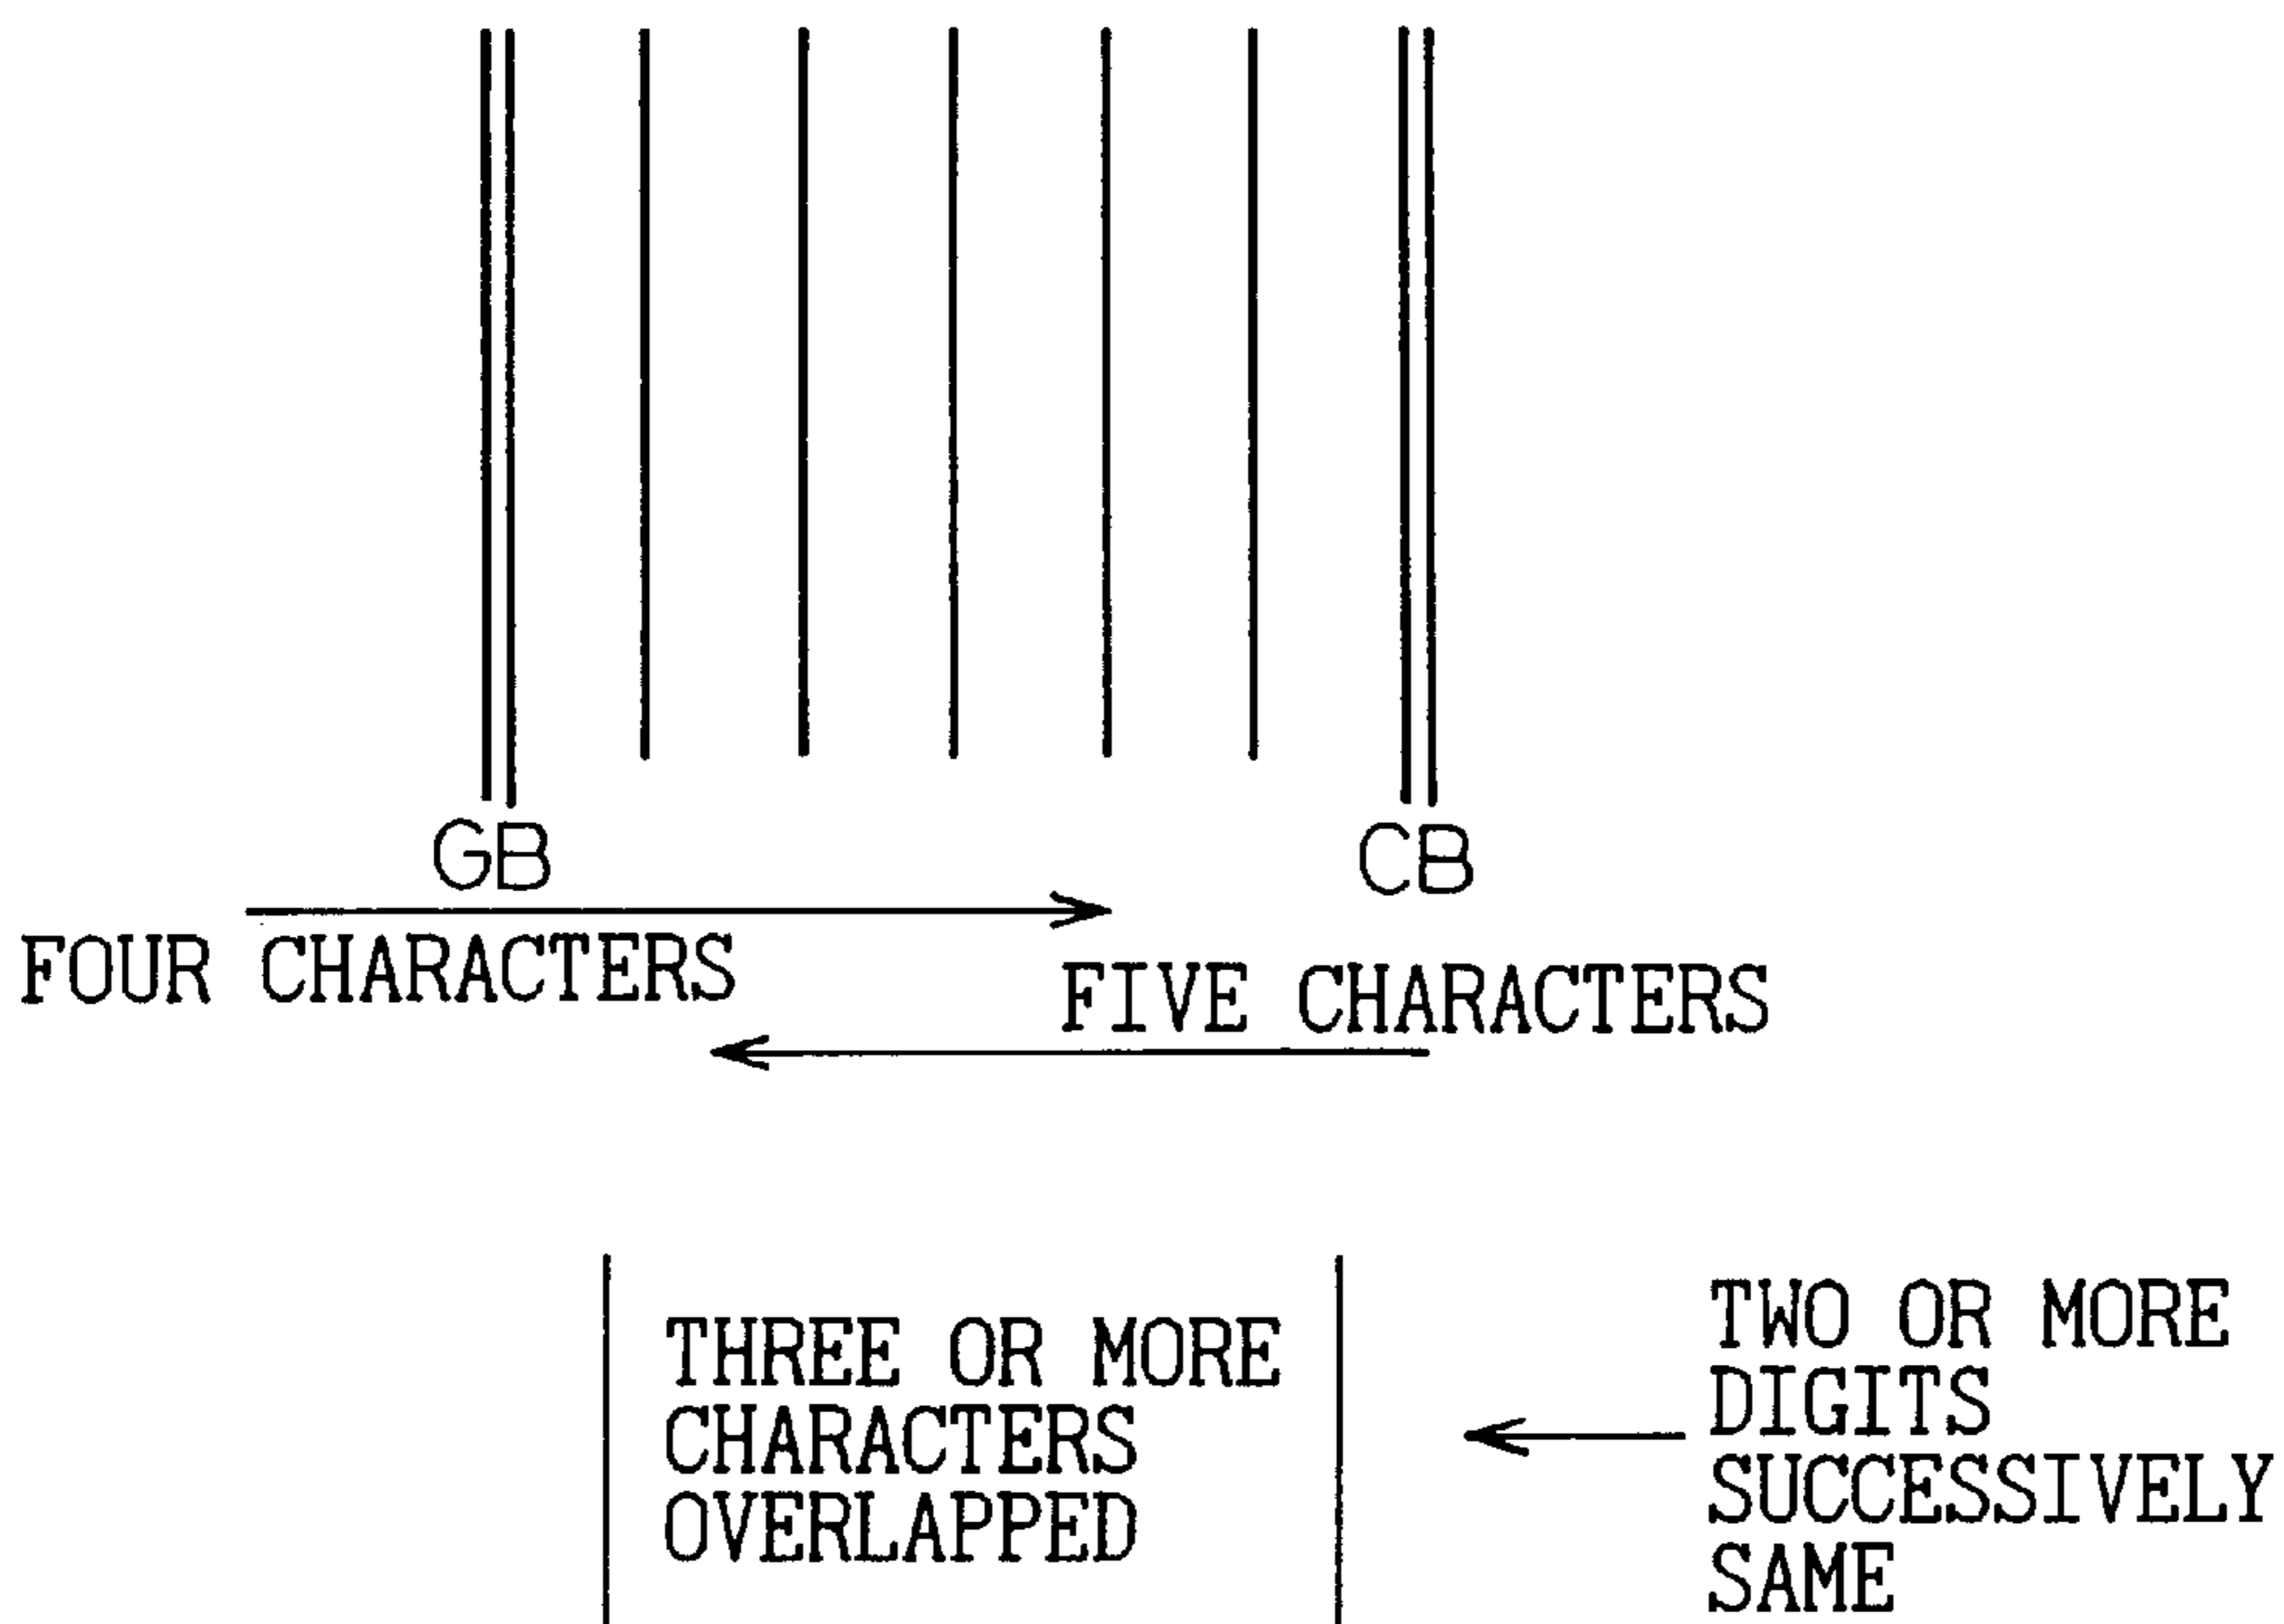 GB
CB
FOUR CHARACTERS
FIVE CHARACTERS
THREE OR MORE
CHARACTERS
OVERLAPPED
TWO OR MORE
DIGITS
SUCCESSIVELY
SAME